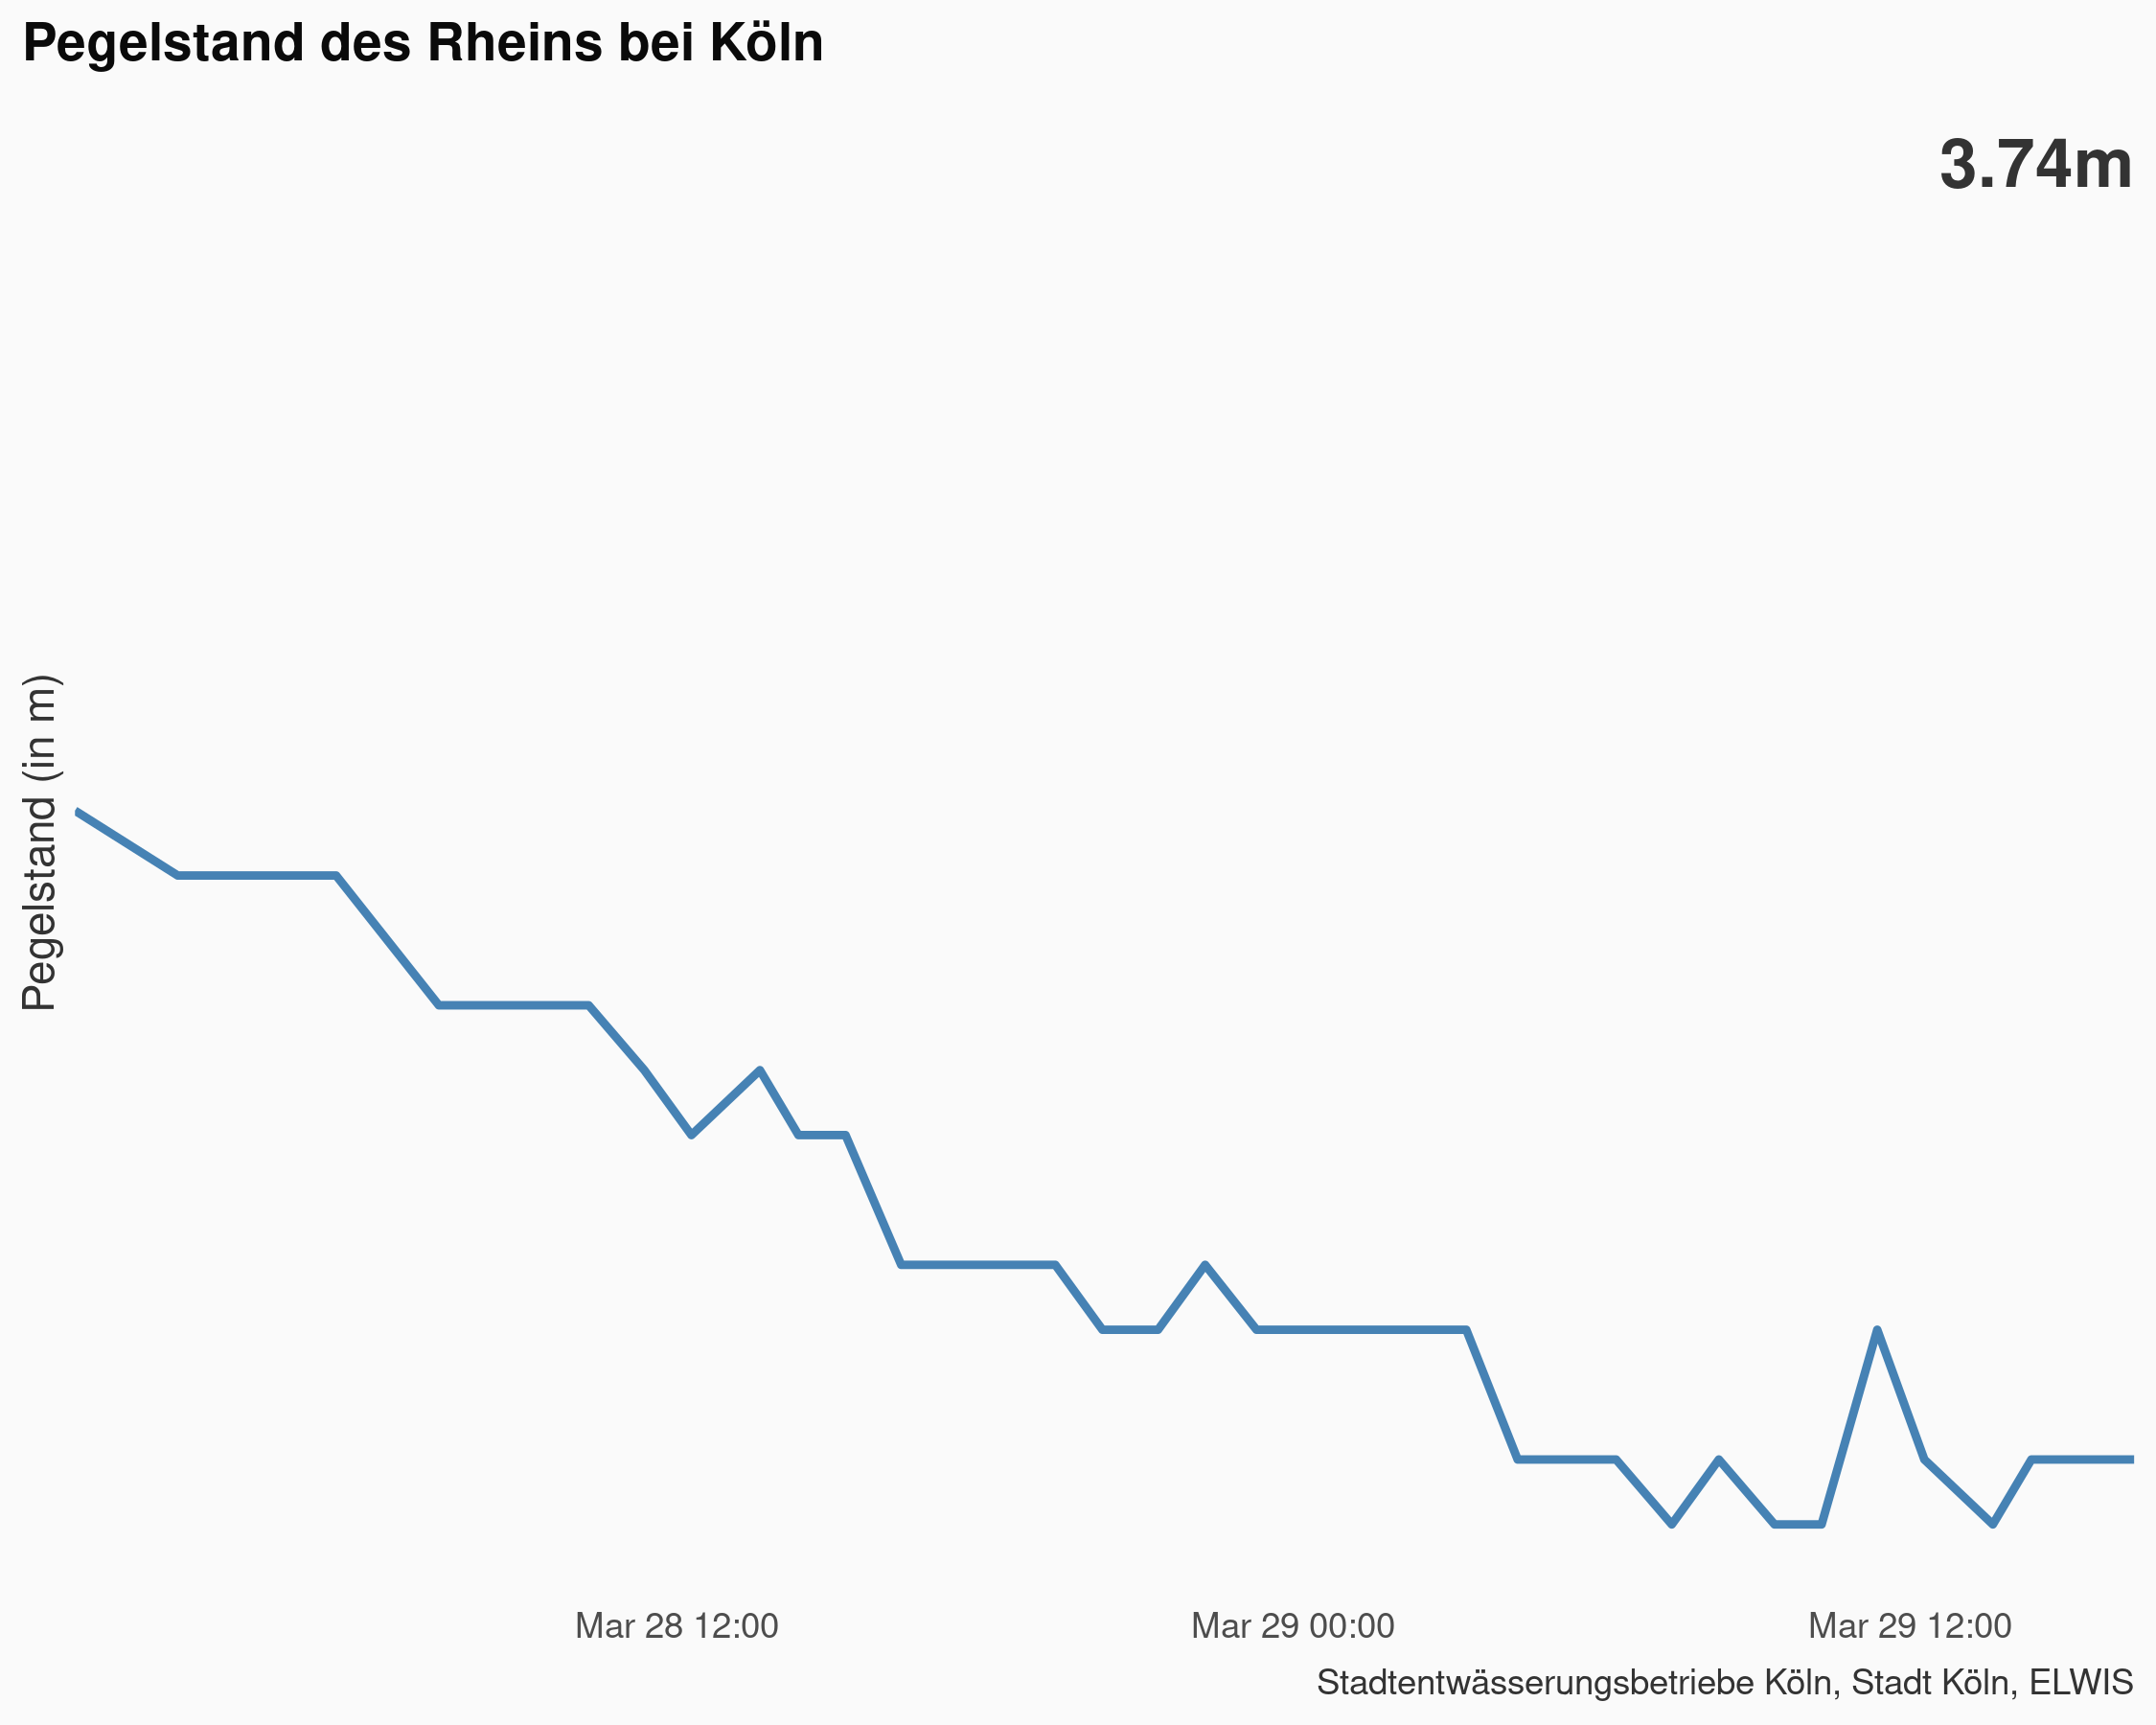 Pegelstand des Rheins bei Köln
3.74m
Pegelstand (in m)
Mar 28 12:00
Mar 29 00:00
Mar 29 12:00
Stadtentwässerungsbetriebe Köln, Stadt Köln, ELWIS